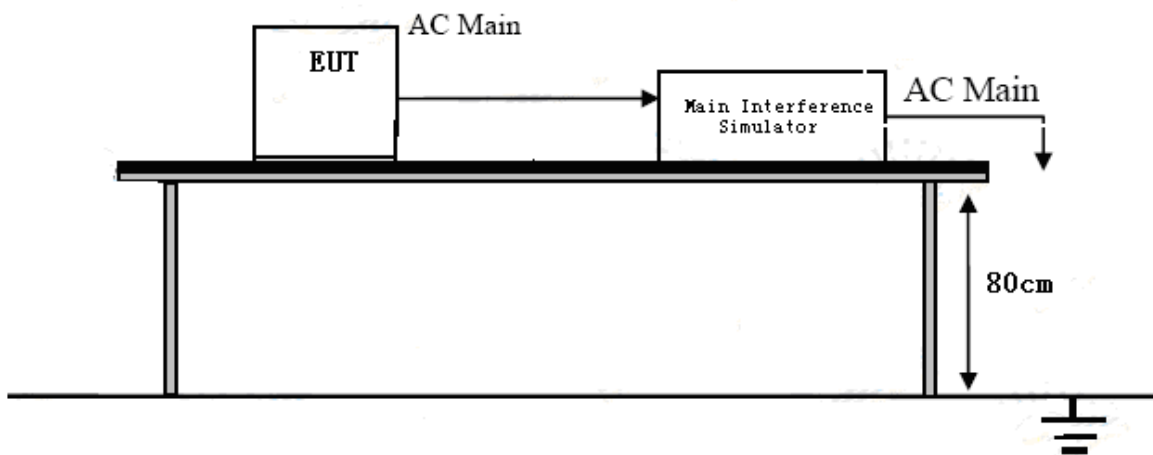 AC Main
EUT
Main Interference
Simulator
AC Main
80cm